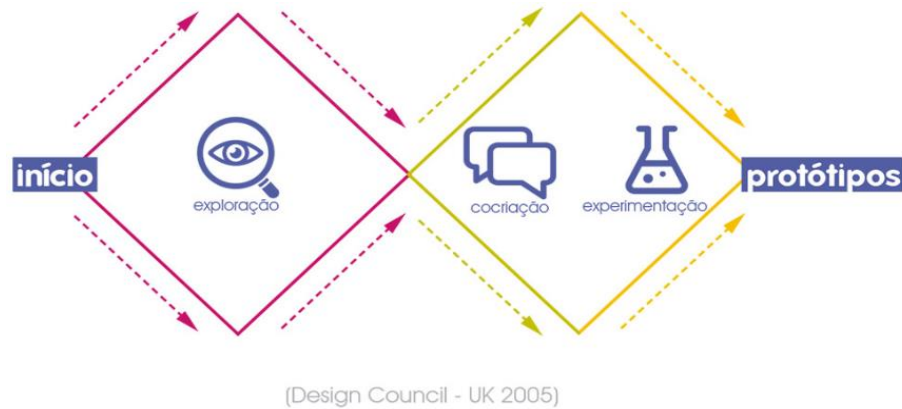 início
exploração
cocriação
experimentação
protótipos
(Design Council - UK 2005)